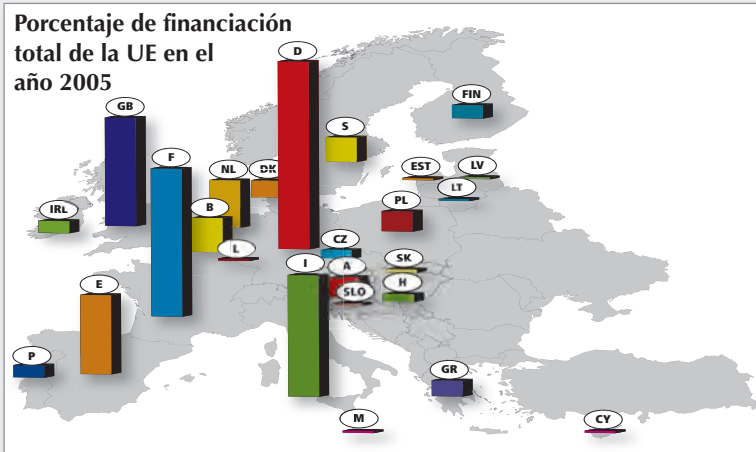 Porcentaje de financiación
total de la UE en el
año 2005
D
GB
FIN
S
F
NL
DK
EST
LV
LT
IRL
B
PL
L
CZ
I
A
SK
SLO
H
E
P
GR
M
CY